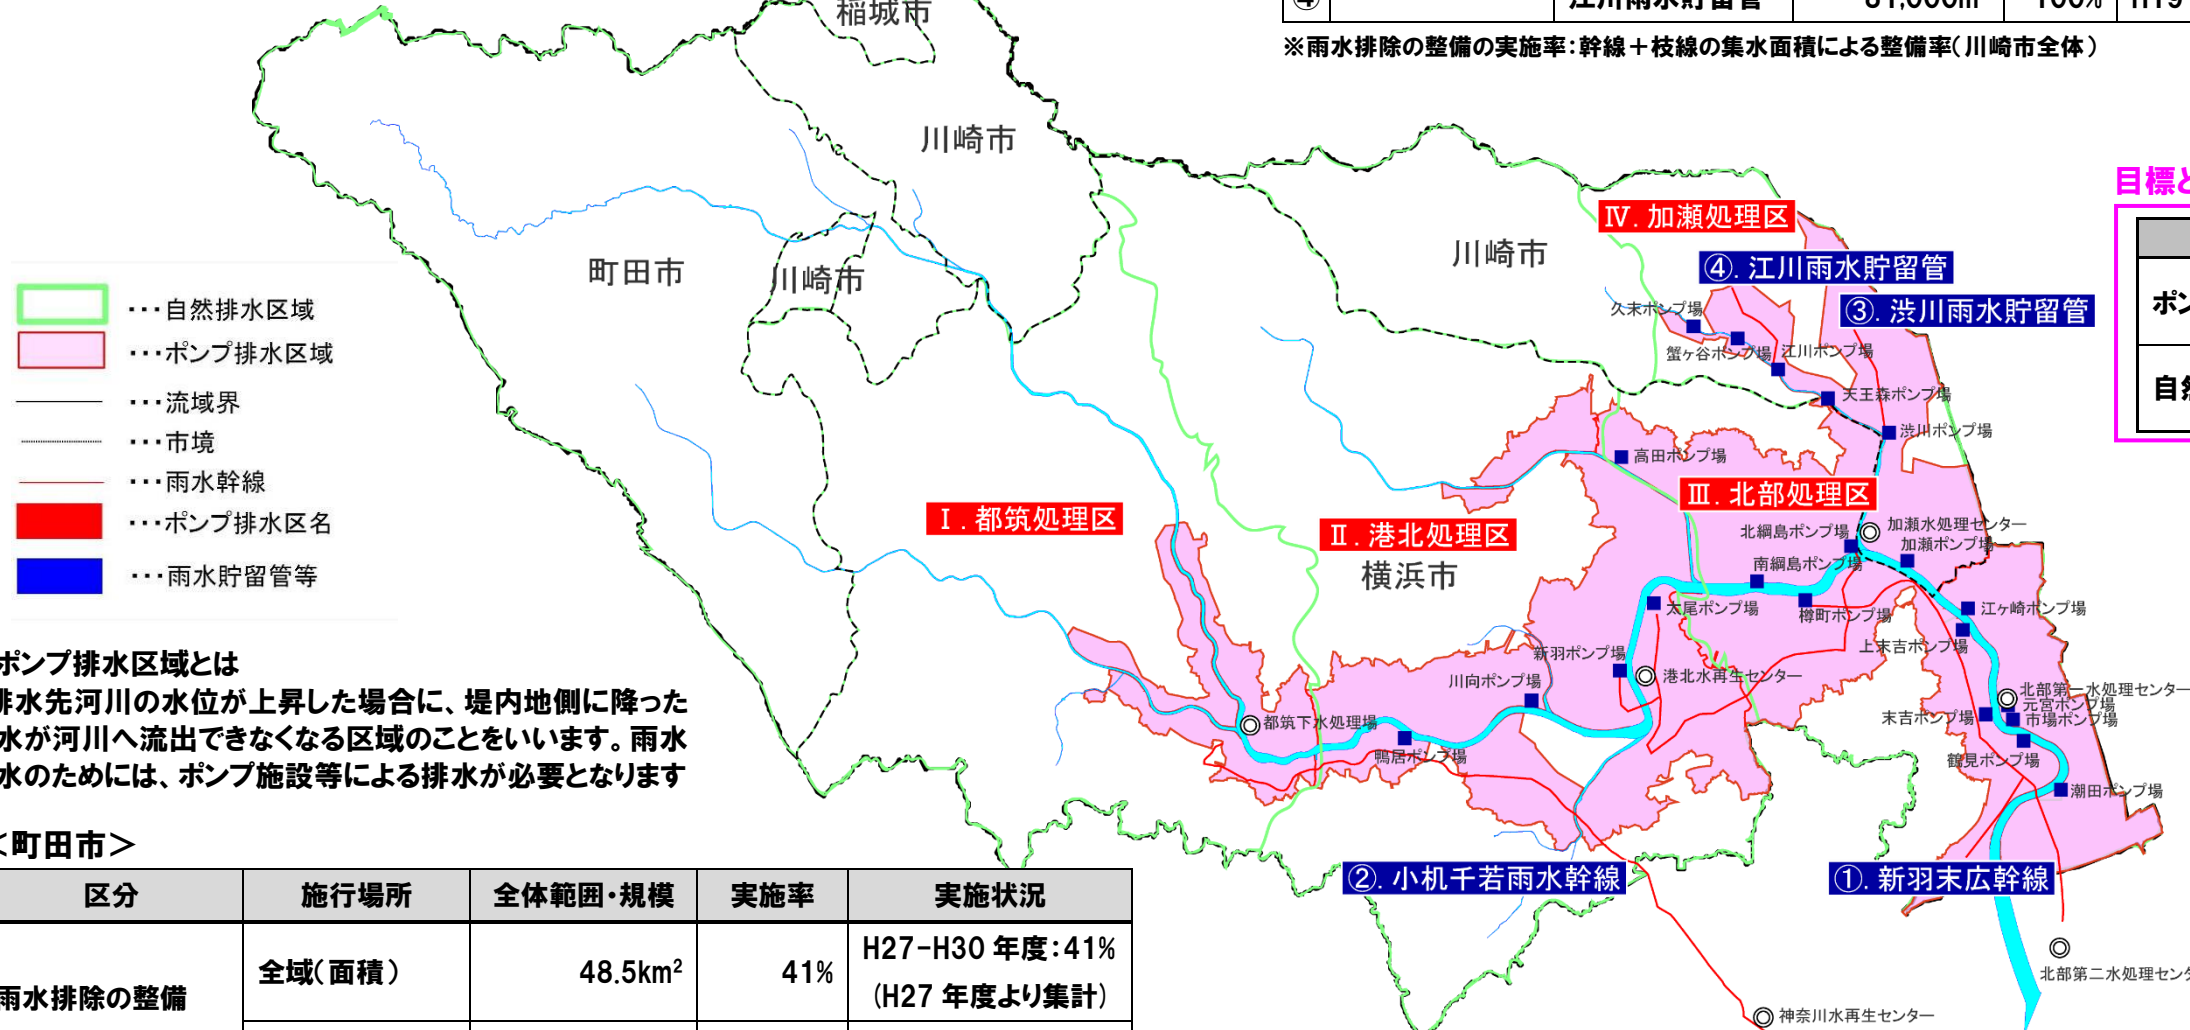 稲城市
④ 江川雨水貯留管 81,000m 100% H19
※雨水排除の整備の実施率：幹線＋枝線の集水面積による整備率（川崎市全体）
川崎市
目標と
Ⅳ．加瀬処理区
川崎市
町田市
川崎市
④．江川雨水貯留管
③．渋川雨水貯留管
ポン
自然
久末ポンプ場
蟹ヶ谷ポンプ場
江川ポンプ場
天王森ポンプ場
渋川ポンプ場
高田ポンプ場
・・・自然排水区域
・・・ポンプ排水区域
・・・流域界
・・・市境
・・・雨水幹線
・・・ポンプ排水区名
・・・雨水貯留管等
Ⅰ．都筑処理区
Ⅱ．港北処理区
Ⅲ．北部処理区
横浜市
北綱島ポンプ場
加瀬水処理センター
加瀬ポンプ場
南綱島ポンプ場
太尾ポンプ場
樽町ポンプ場
江ヶ崎ポンプ場
上末吉ポンプ場
新羽ポンプ場
港北水再生センター
川向ポンプ場
北部第一水処理センター
元宮ポンプ場
末吉ポンプ場
市場ポンプ場
都筑下水処理場
鴨居ポンプ場
鶴見ポンプ場
潮田ポンプ場
ポンプ排水区域とは
排水先河川の水位が上昇した場合に、堤内地側に降った
水が河川へ流出できなくなる区域のことをいいます。雨水
水のためには、ポンプ施設等による排水が必要となります
②．小机千若雨水幹線
①．新羽末広幹線
北部第二水処理セン
神奈川水再生センター
＜町田市＞
区分 施行場所 全体範囲・規模 実施率 実施状況
雨水排除の整備 全域（面積） 48.5km² 41% H27-H30 年度：41%
（H27 年度より集計）